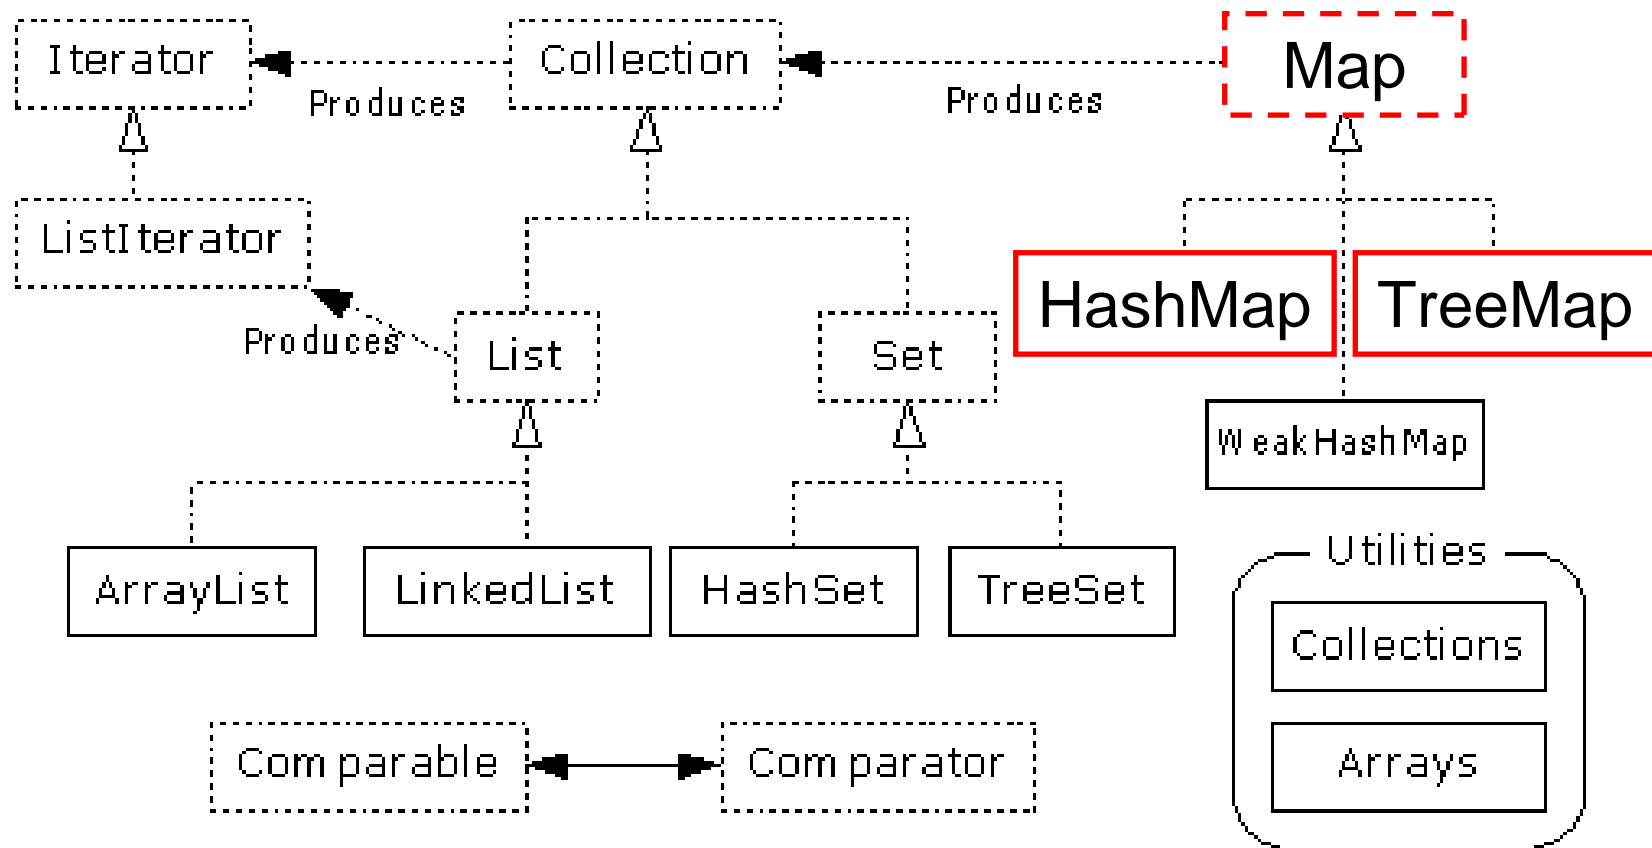 Iterator
Collection
Map
Produces
Produces
ListIterator
HashMap
TreeMap
Produces
List
Set
WeakHashMap
Utilities
ArrayList
LinkedList
HashSet
TreeSet
Collections
Comparable
Comparator
Arrays